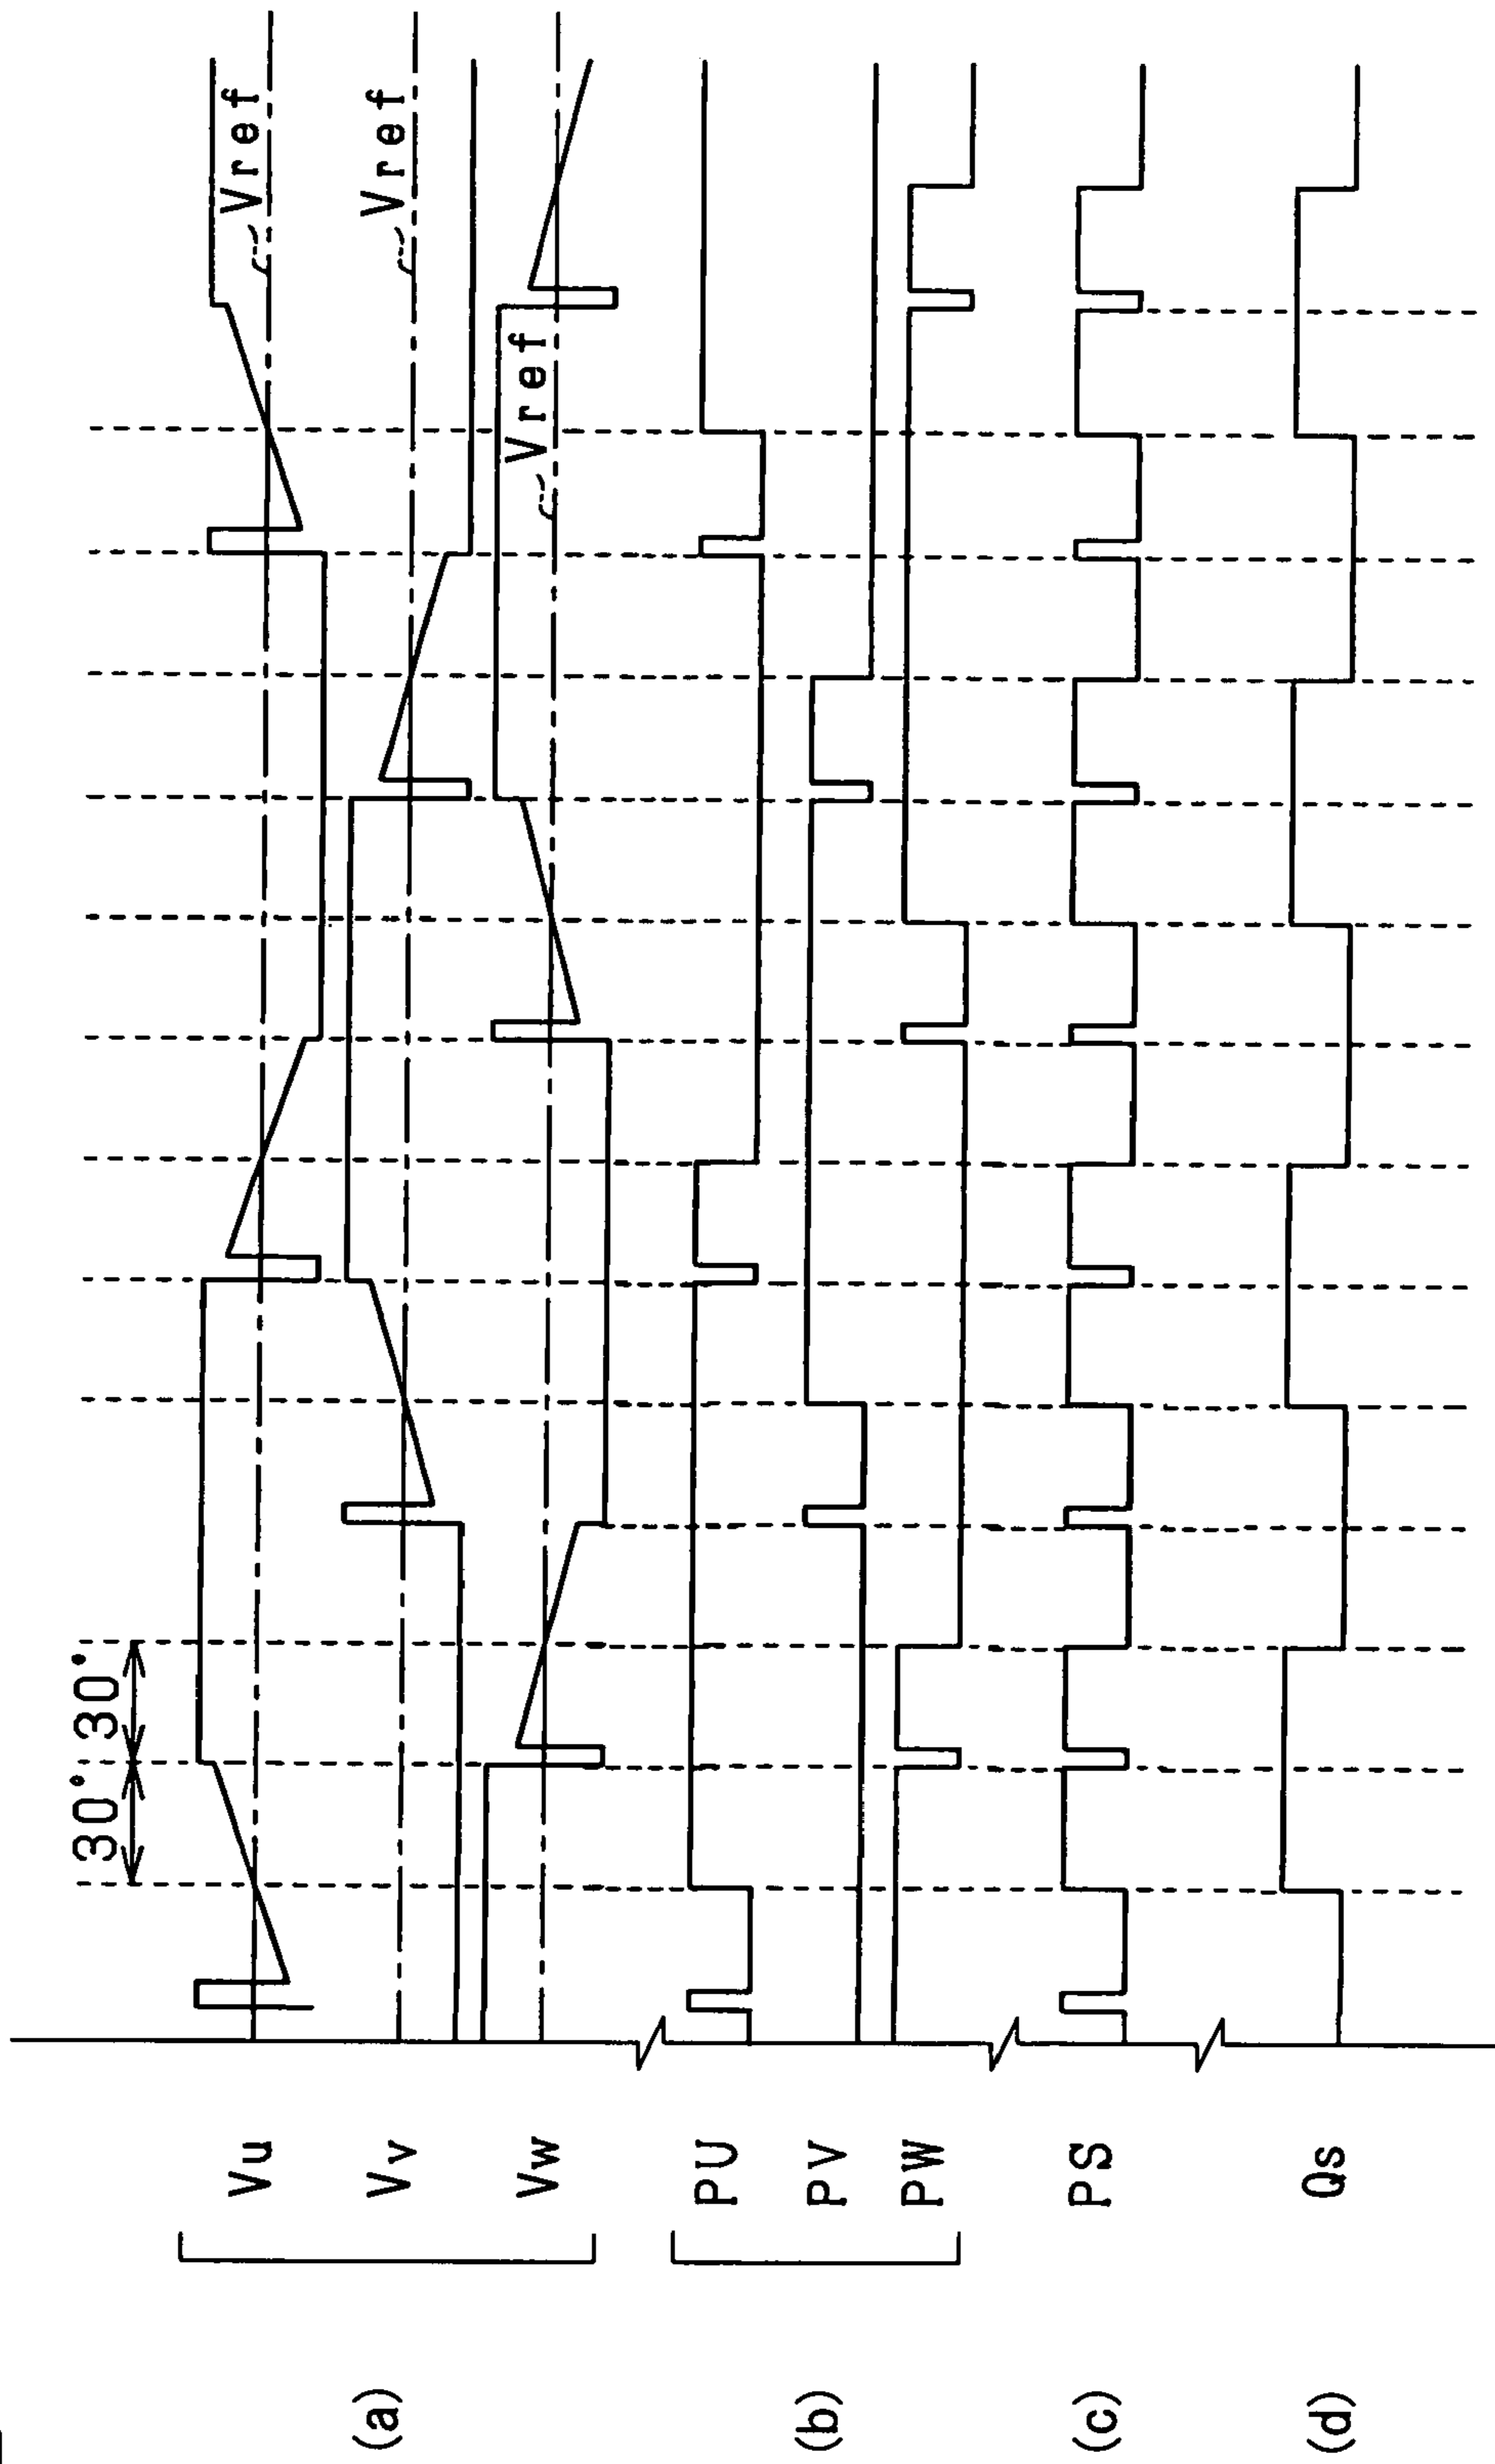 30° 30°
Vu
Vref
(a)
Vv
Vref
Vw
Vref
PU
(b)
PV
PW
(c)
PS
(d)
Qs